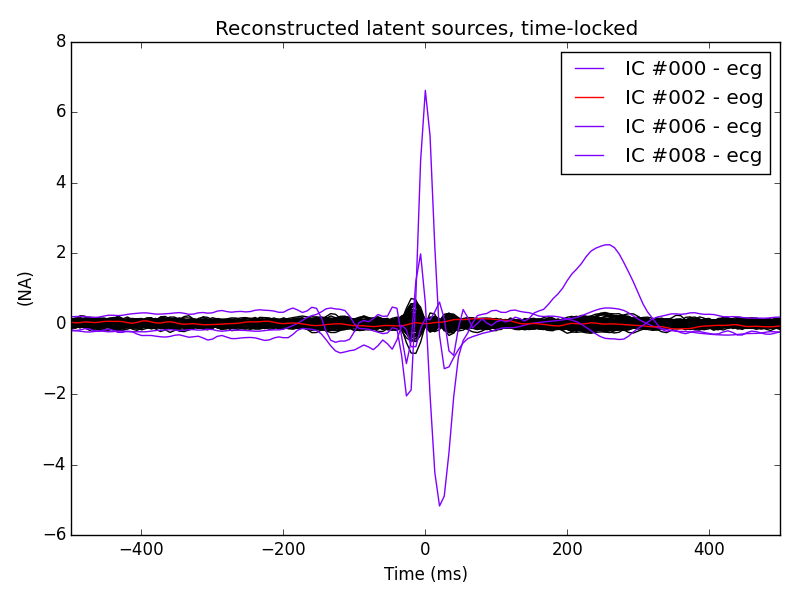 Reconstructed latent sources, time-locked
8
6
4
2
0
−2
−4
−6
(NA)
IC #000 - ecg
IC #002 - eog
IC #006 - ecg
IC #008 - ecg
−400 −200 0 200 400
Time (ms)